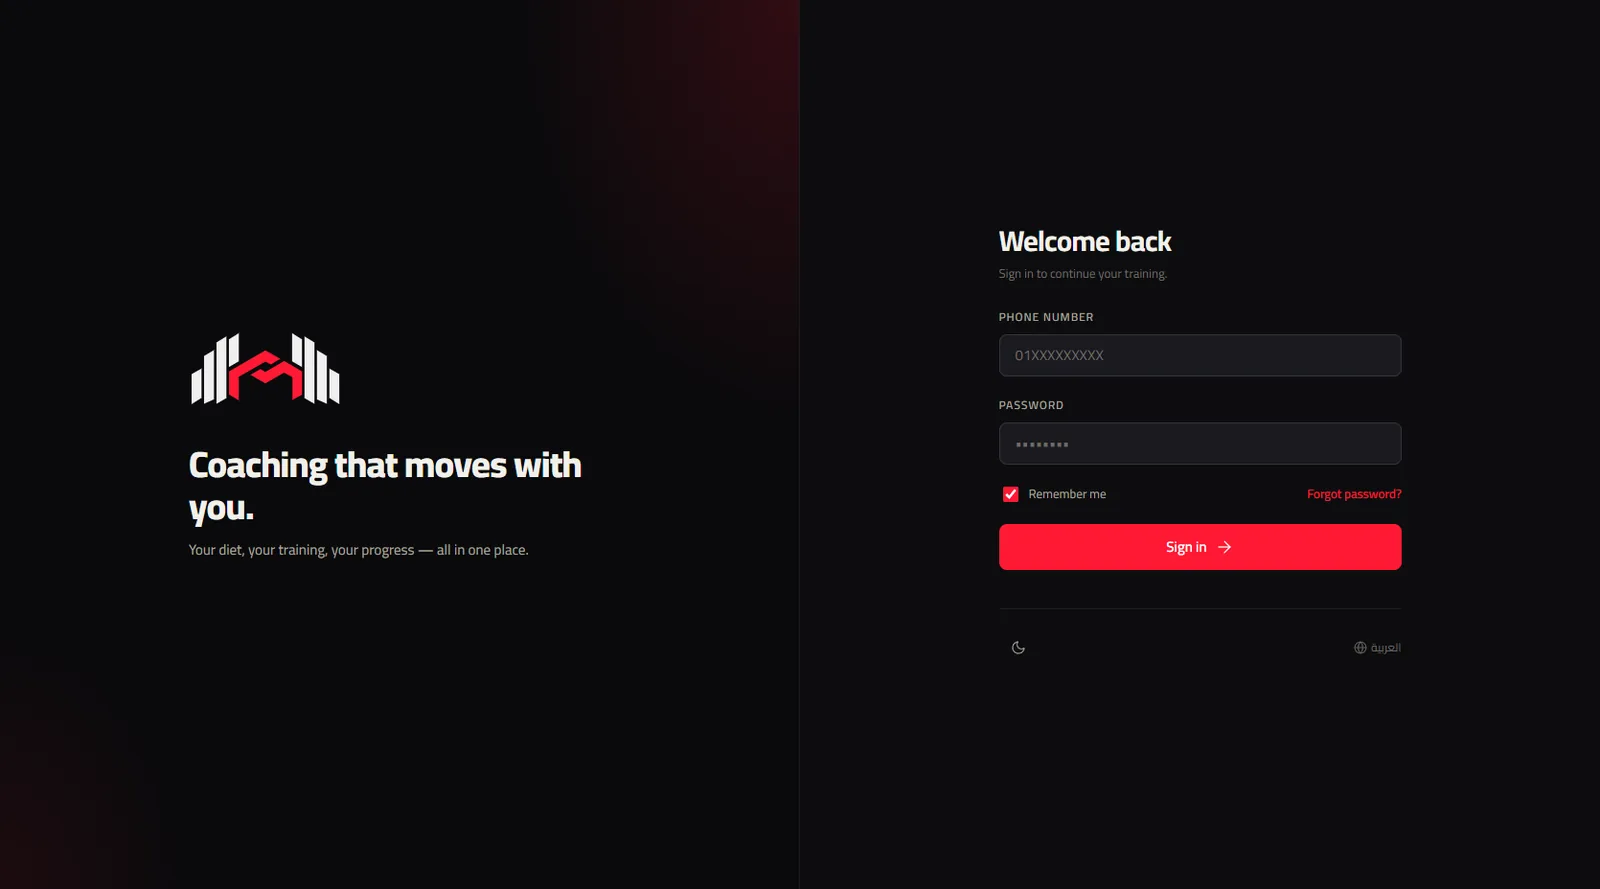 Coaching that moves with
you.
Your diet, your training, your progress — all in one place.
Welcome back
Sign in to continue your training.
PHONE NUMBER
01XXXXXXXXX
PASSWORD
Remember me
Forgot password?
Sign in
العربية